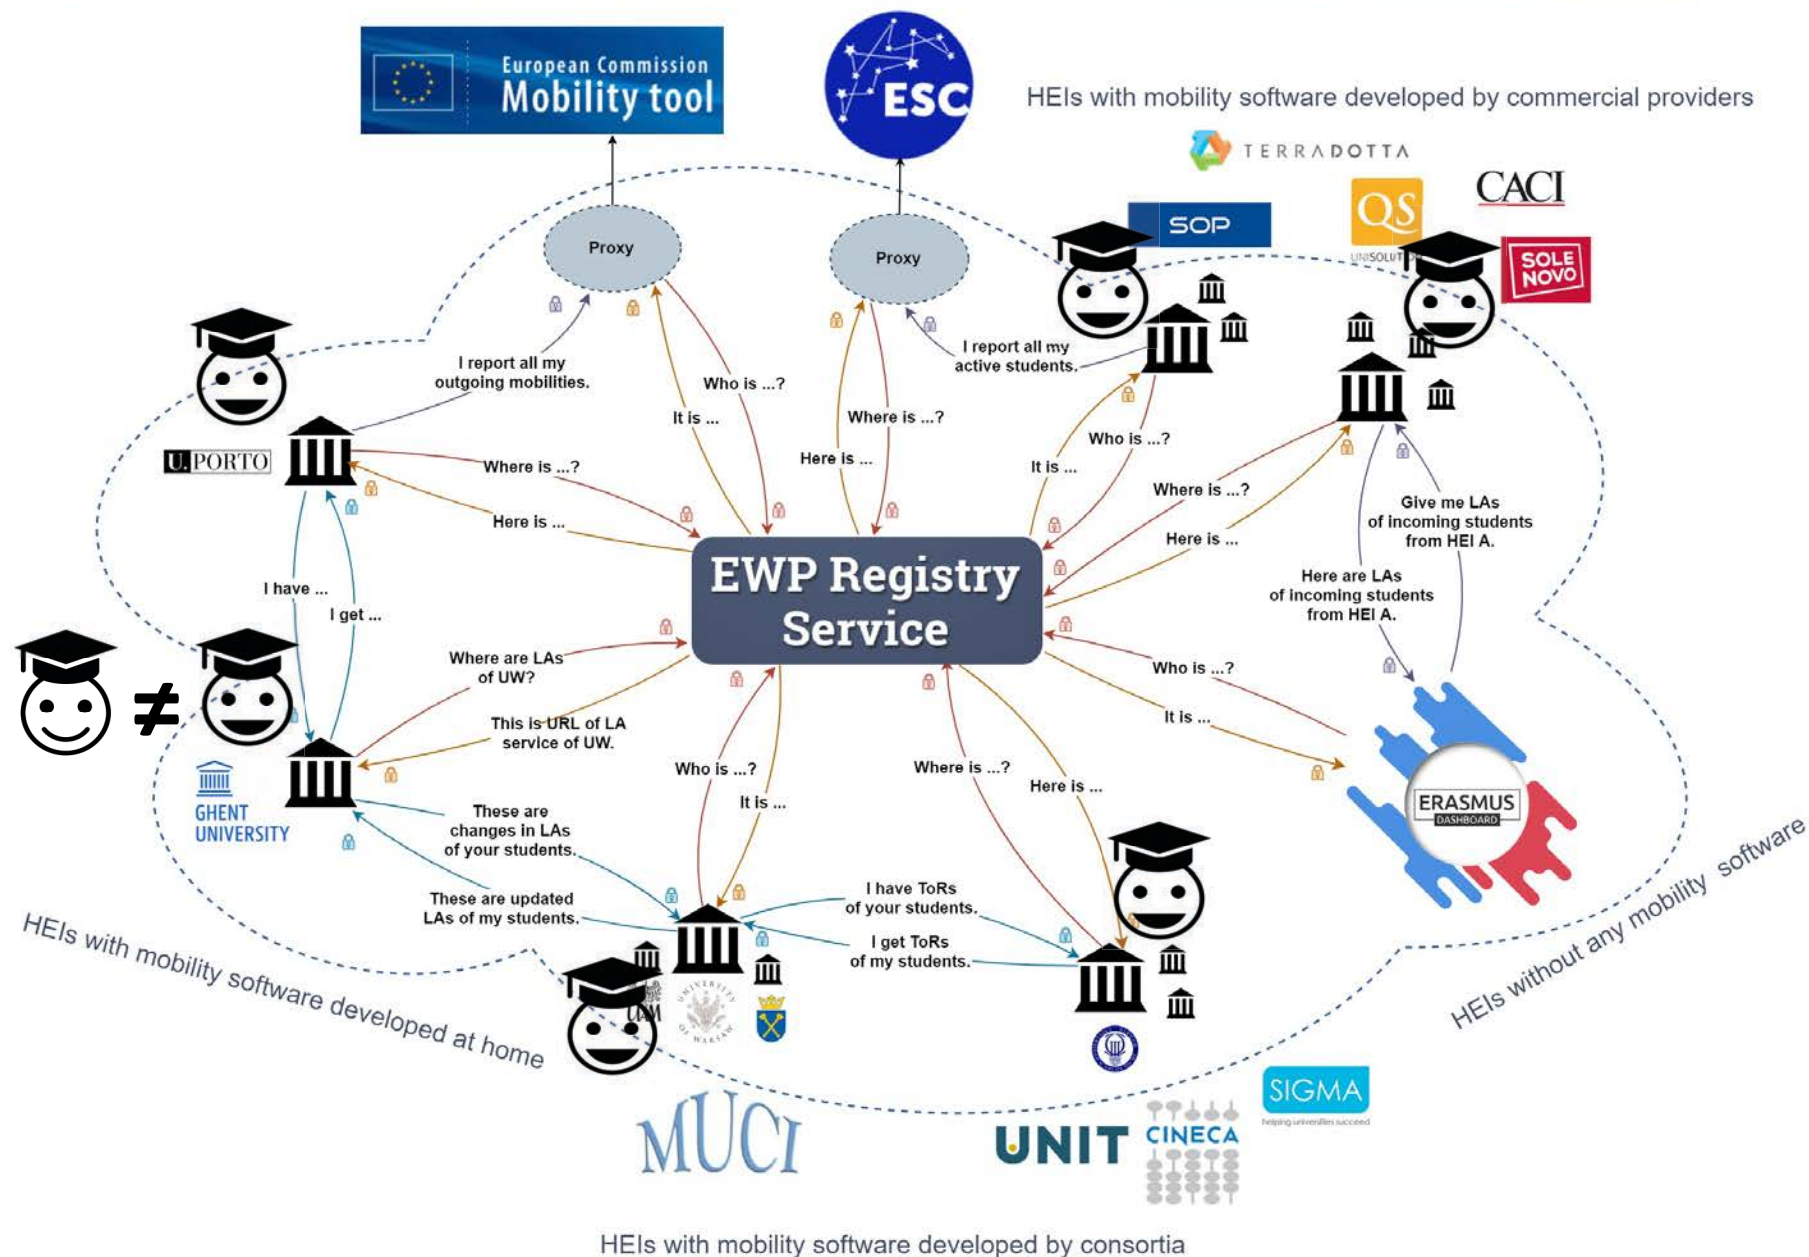 European Commission
Mobility tool
ESC
HEIs with mobility software developed by commercial providers
TERRADOTTA
CACI
QS
SOP
SOLE
NOVO
Proxy
Proxy
I report all my
outgoing mobilities.
Who is ...?
It is ...
Where is ...?
Here is ...
I report all my
active students.
Who is ...?
It is ...
U.PORTO
Where is ...?
Here is ...
Where is ...?
Here is ...
Give me LAs
of incoming students
from HEI A.
Here are LAs
of incoming students
from HEI A.
EWP Registry
Service
I have ...
I get ...
≠
Where are LAs
of UW?
This is URL of LA
service of UW.
Who is ...?
It is ...
GHENT
UNIVERSITY
Who is ...?
It is ...
Where is ...?
Here is ...
ERASMUS
DASHBOARD
These are
changes in LAs
of your students.
These are updated
LAs of my students.
I have ToRs
of your students.
I get ToRs
of my students.
HEIs with mobility software developed at home
HEIs without any mobility software
UNIVERSITY
OF WARSAW
MUCI
UNIT
CINECA
SIGMA
helping universities succeed
HEIs with mobility software developed by consortia